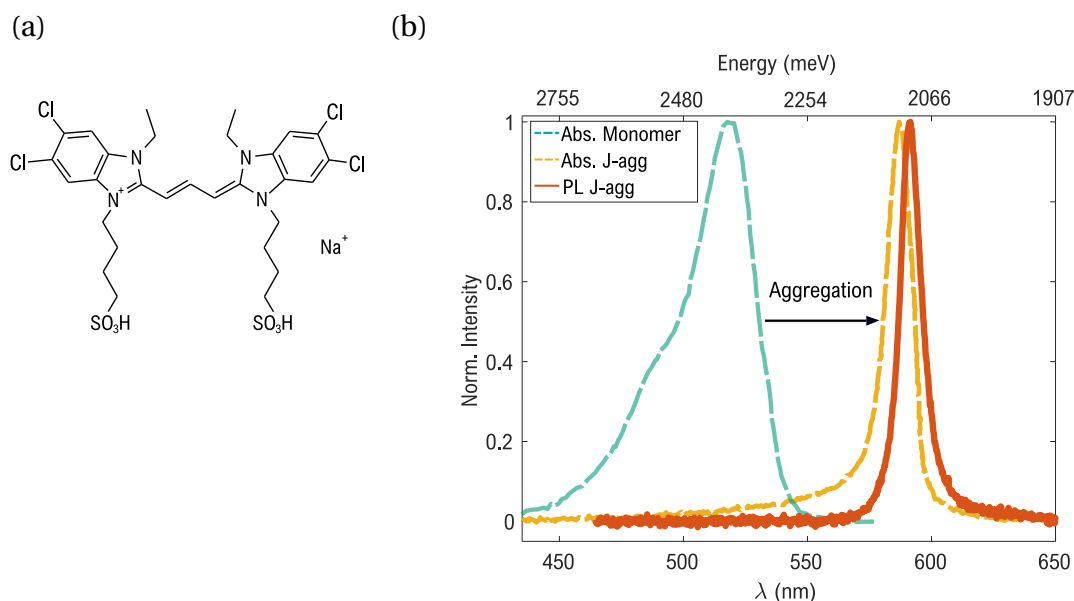 (a)
Cl
Cl
N
N+
N
N
Cl
Cl
SO3H
SO3H
Na+
(b)
Energy (meV)
2755 2480 2254 2066 1907
Abs. Monomer
Abs. J-agg
PL J-agg
Aggregation
Norm. Intensity
1
0.8
0.6
0.4
0.2
0
450 500 550 600 650
λ (nm)